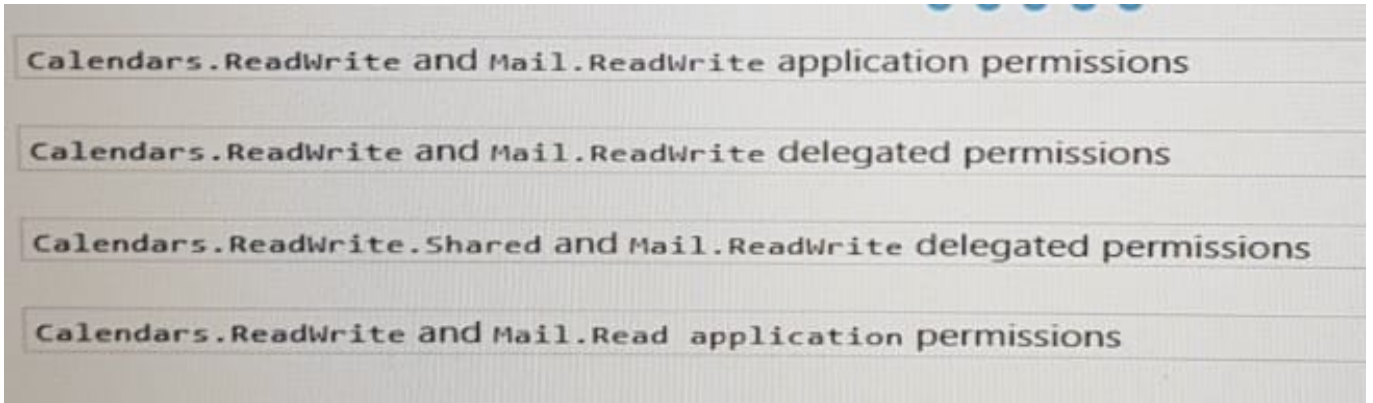 Calendars.ReadWrite and Mail.ReadWrite application permissions
Calendars.ReadWrite and Mail.ReadWrite delegated permissions
Calendars.ReadWrite.Shared and Mail.ReadWrite delegated permissions
Calendars.ReadWrite and Mail.Read application permissions